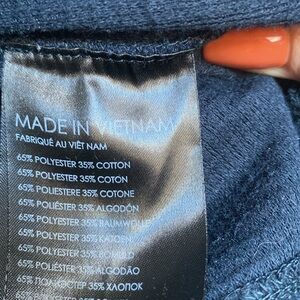 MADE IN VIETNAM
FABRIQUÉ AU VIÊT NAM
65% POLYESTER 35% COTTON
65% POLYESTER 35% COTON
65% POLIESTERE 35% COTONE
65% POLIÉSTER 35% ALGODÓN
65% POLYESTER 35% BAUMWOLLE
65% POLYESTER 35% KATOEN
65% POLYESTER 35% BOMULD
65% POLIÉSTER 35% ALGODÃO
35% ХЛОПОК